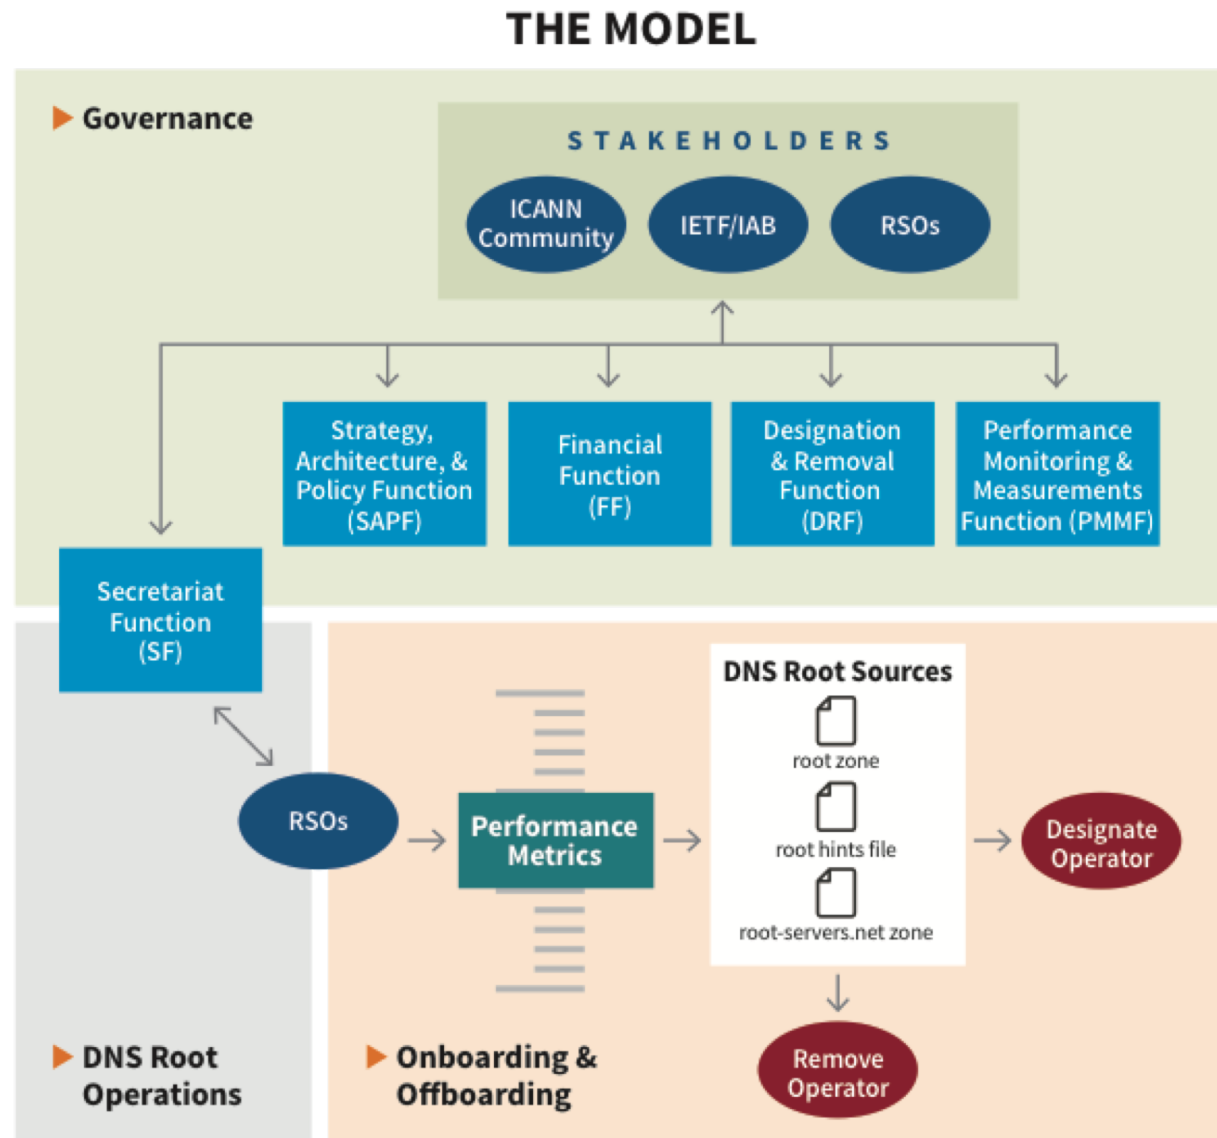 THE MODEL
Governance
STAKEHOLDERS
ICANN
Community
IETF/IAB
RSOs
Strategy,
Architecture, &
Policy Function
(SAPF)
Financial
Function
(FF)
Designation
& Removal
Function
(DRF)
Performance
Monitoring &
Measurements
Function (PMMF)
Secretariat
Function
(SF)
RSOs
Performance
Metrics
DNS Root Sources
root zone
root hints file
root-servers.net zone
Designate
Operator
Remove
Operator
DNS Root
Operations
Onboarding &
Offboarding